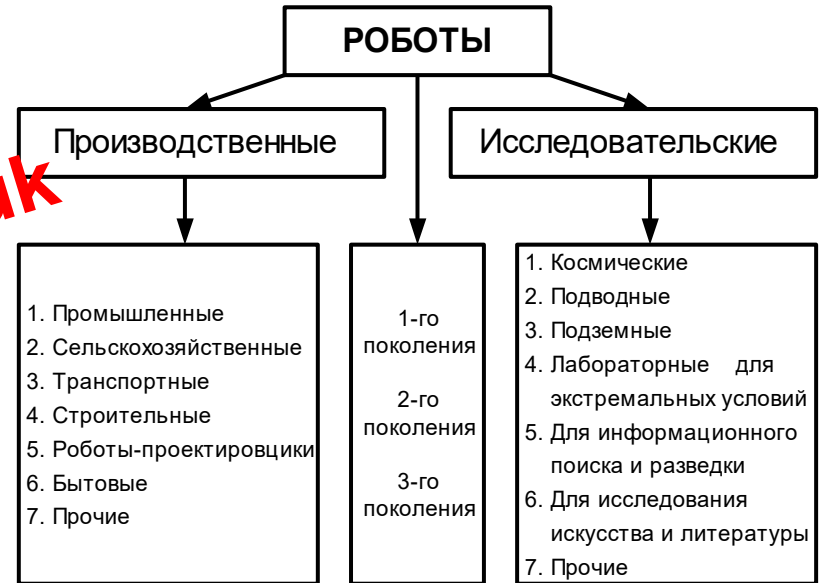 РОБОТЫ
Производственные
Исследовательские
1. Промышленные
2. Сельскохозяйственные
3. Транспортные
4. Строительные
5. Роботы-проектировщики
6. Бытовые
7. Прочие
1-го
поколения
2-го
поколения
3-го
поколения
1. Космические
2. Подводные
3. Подземные
4. Лабораторные для
экстремальных условий
5. Для информационного
поиска и разведки
6. Для исследования
искусства и литературы
7. Прочие